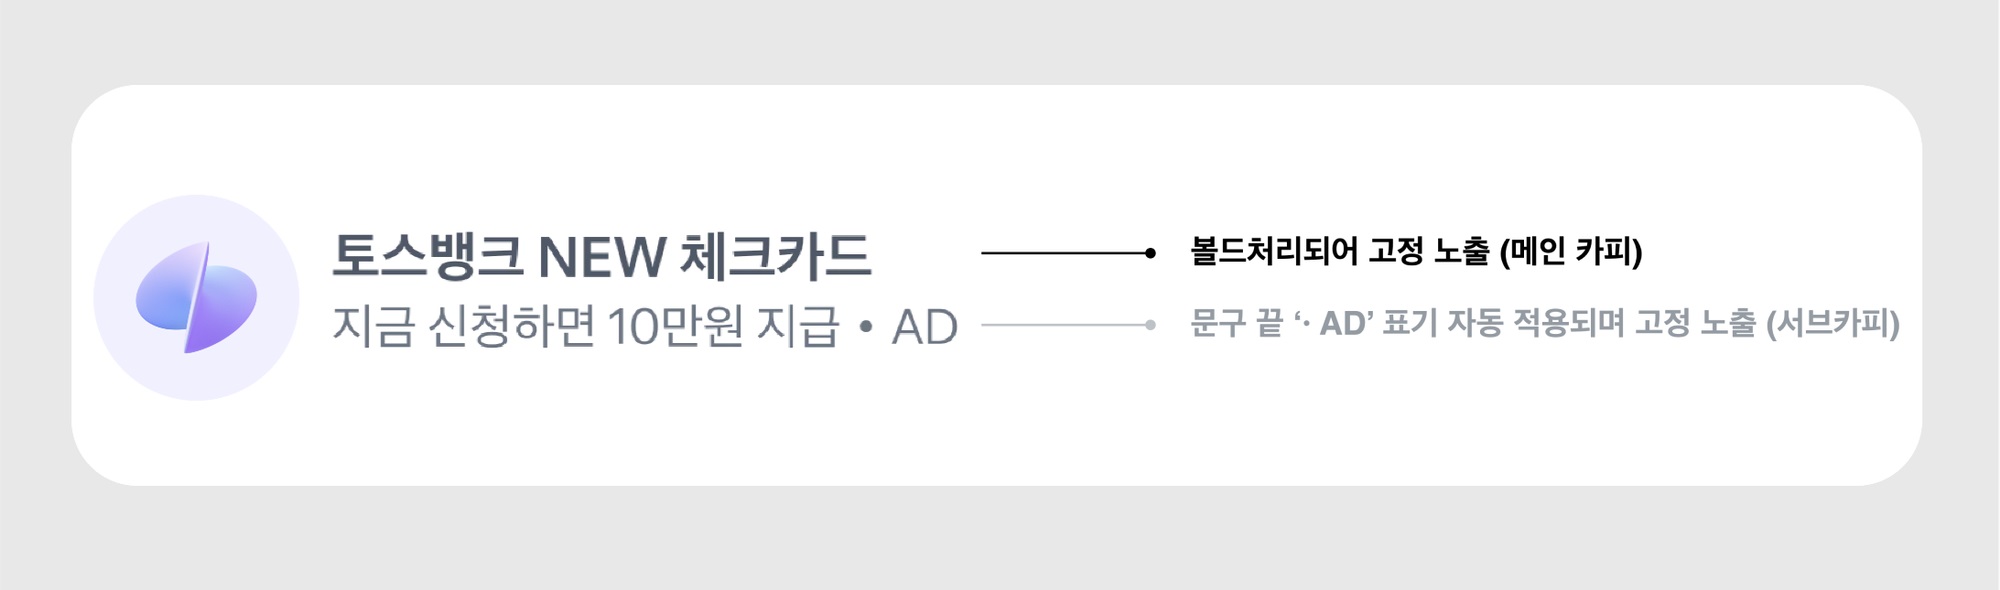 토스뱅크 NEW 체크카드
볼드처리되어 고정 노출 (메인 카피)
지금 신청하면 10만원 지급 • AD
문구 끝 ‘· AD’ 표기 자동 적용되며 고정 노출 (서브카피)